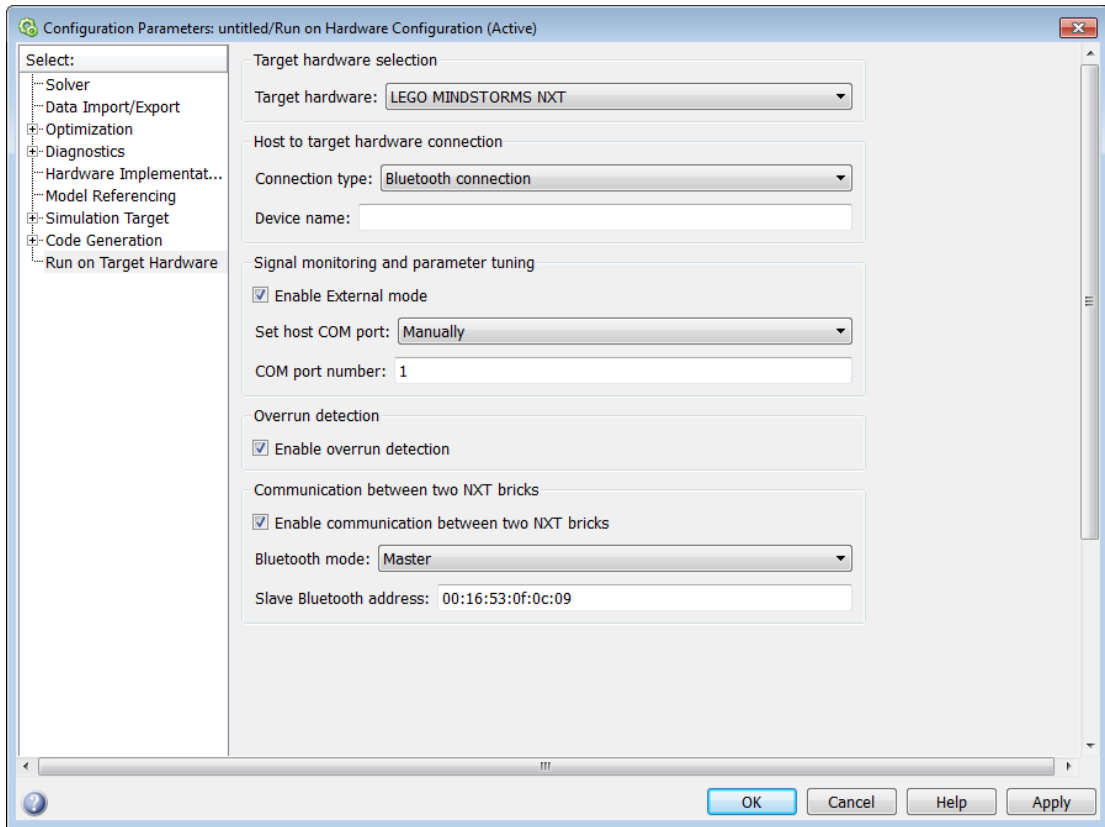 Configuration Parameters: untitled/Run on Hardware Configuration (Active)
Select:
Solver
Data Import/Export
Optimization
Diagnostics
Hardware Implementat...
Model Referencing
Simulation Target
Code Generation
Run on Target Hardware
Target hardware selection
Target hardware: LEGO MINDSTORMS NXT
Host to target hardware connection
Connection type: Bluetooth connection
Device name:
Signal monitoring and parameter tuning
Enable External mode
Set host COM port: Manually
COM port number: 1
Overrun detection
Enable overrun detection
Communication between two NXT bricks
Enable communication between two NXT bricks
Bluetooth mode: Master
Slave Bluetooth address: 00:16:53:0f:0c:09
OK Cancel Help Apply